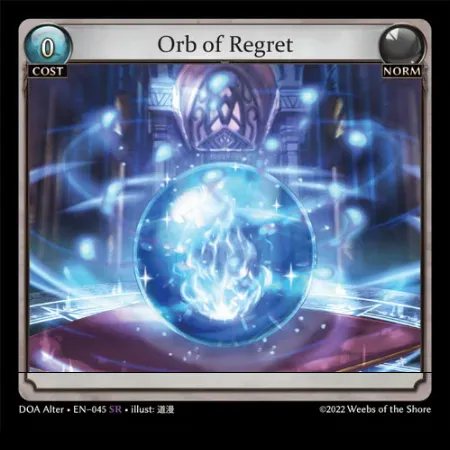 0
Orb of Regret
COST
NORM
DOA Alter • EN-045 SR • illust: 道漫
©2022 Weebs of the Shore